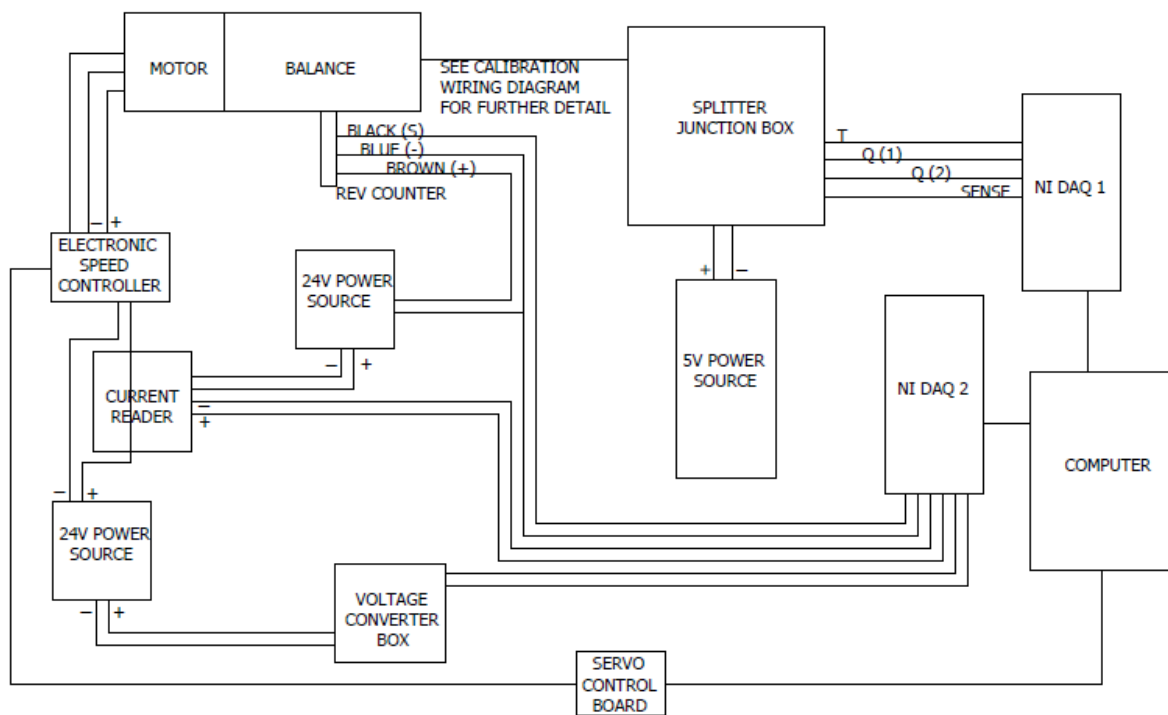 MOTOR
BALANCE
SEE CALIBRATION
WIRING DIAGRAM
FOR FURTHER DETAIL
SPLITTER
JUNCTION BOX
BLACK (S)
BLUE (-)
BROWN (+)
REV COUNTER
T
Q (1)
Q (2)
SENSE
NI DAQ 1
– +
ELECTRONIC
SPEED
CONTROLLER
24V POWER
SOURCE
– +
+ –
5V POWER
SOURCE
NI DAQ 2
CURRENT
READER
–
+
COMPUTER
– +
24V POWER
SOURCE
– +
VOLTAGE
CONVERTER
BOX
SERVO
CONTROL
BOARD